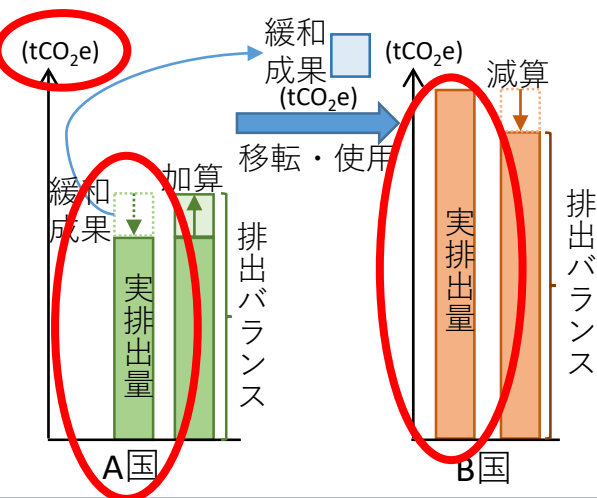 (tCO₂e)
緩和
成果
(tCO₂e)
移転・使用
(tCO₂e)
減算
緩和
成果
加算
実排出量
排出バランス
A国
実排出量
排出バランス
B国